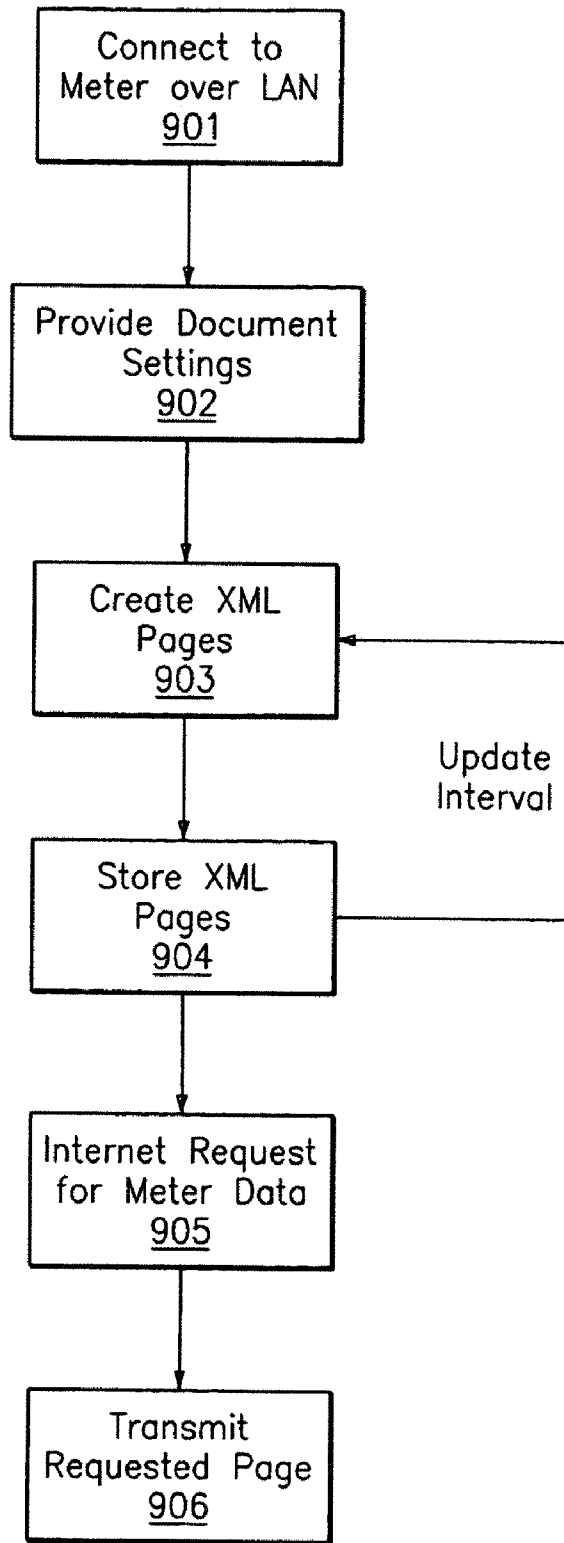 Connect to
Meter over LAN
901
Provide Document
Settings
902
Create XML
Pages
903
Update
Interval
Store XML
Pages
904
Internet Request
for Meter Data
905
Transmit
Requested Page
906